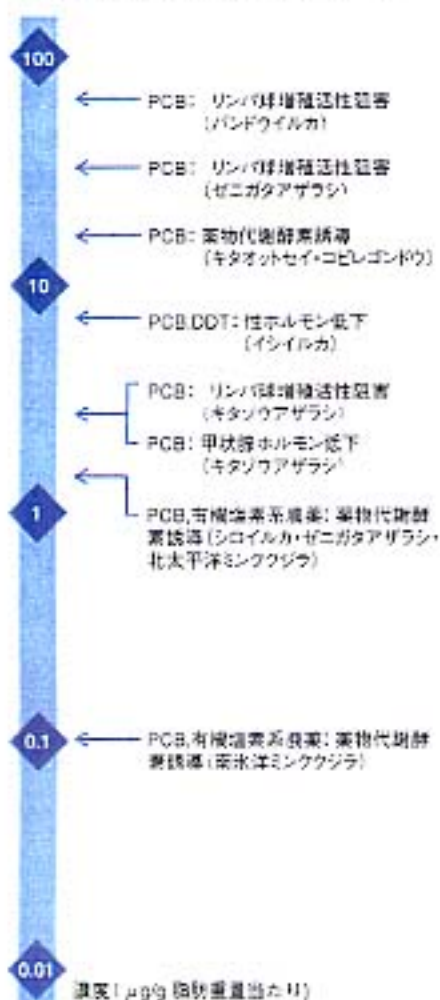 100
PCB: リンパ球増殖活性阻害
(バンドウイルカ)
PCB: リンパ球増殖活性阻害
(ゼニガタアザラシ)
PCB: 薬物代謝酵素誘導
(キタオットセイ・コビレゴンドウ)
10
PCB,DDT: 性ホルモン低下
(イシイルカ)
PCB: リンパ球増殖活性阻害
(キタゾウアザラシ)
PCB: 甲状腺ホルモン低下
(キタゾウアザラシ)
1
PCB,有機塩素系農薬: 薬物代謝酵
素誘導(シロイルカ・ゼニガタアザラシ・
北太平洋ミンククジラ)
0.1
PCB,有機塩素系農薬: 薬物代謝酵
素誘導(南氷洋ミンククジラ)
0.01
濃度(μg/g 脂肪重量当たり)